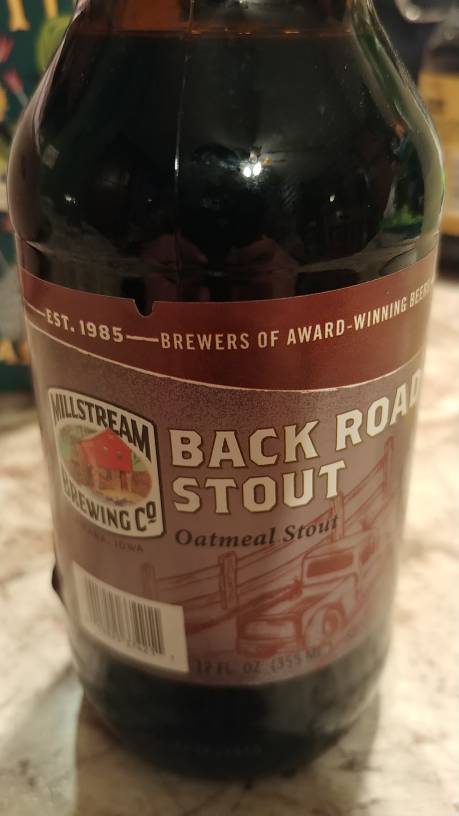 EST. 1985—BREWERS OF AWARD-WINNING BEER
MILLSTREAM
BREWING Cº
IOWA
BACK ROAD
STOUT
Oatmeal Stout
12 FL. OZ. (355 ML